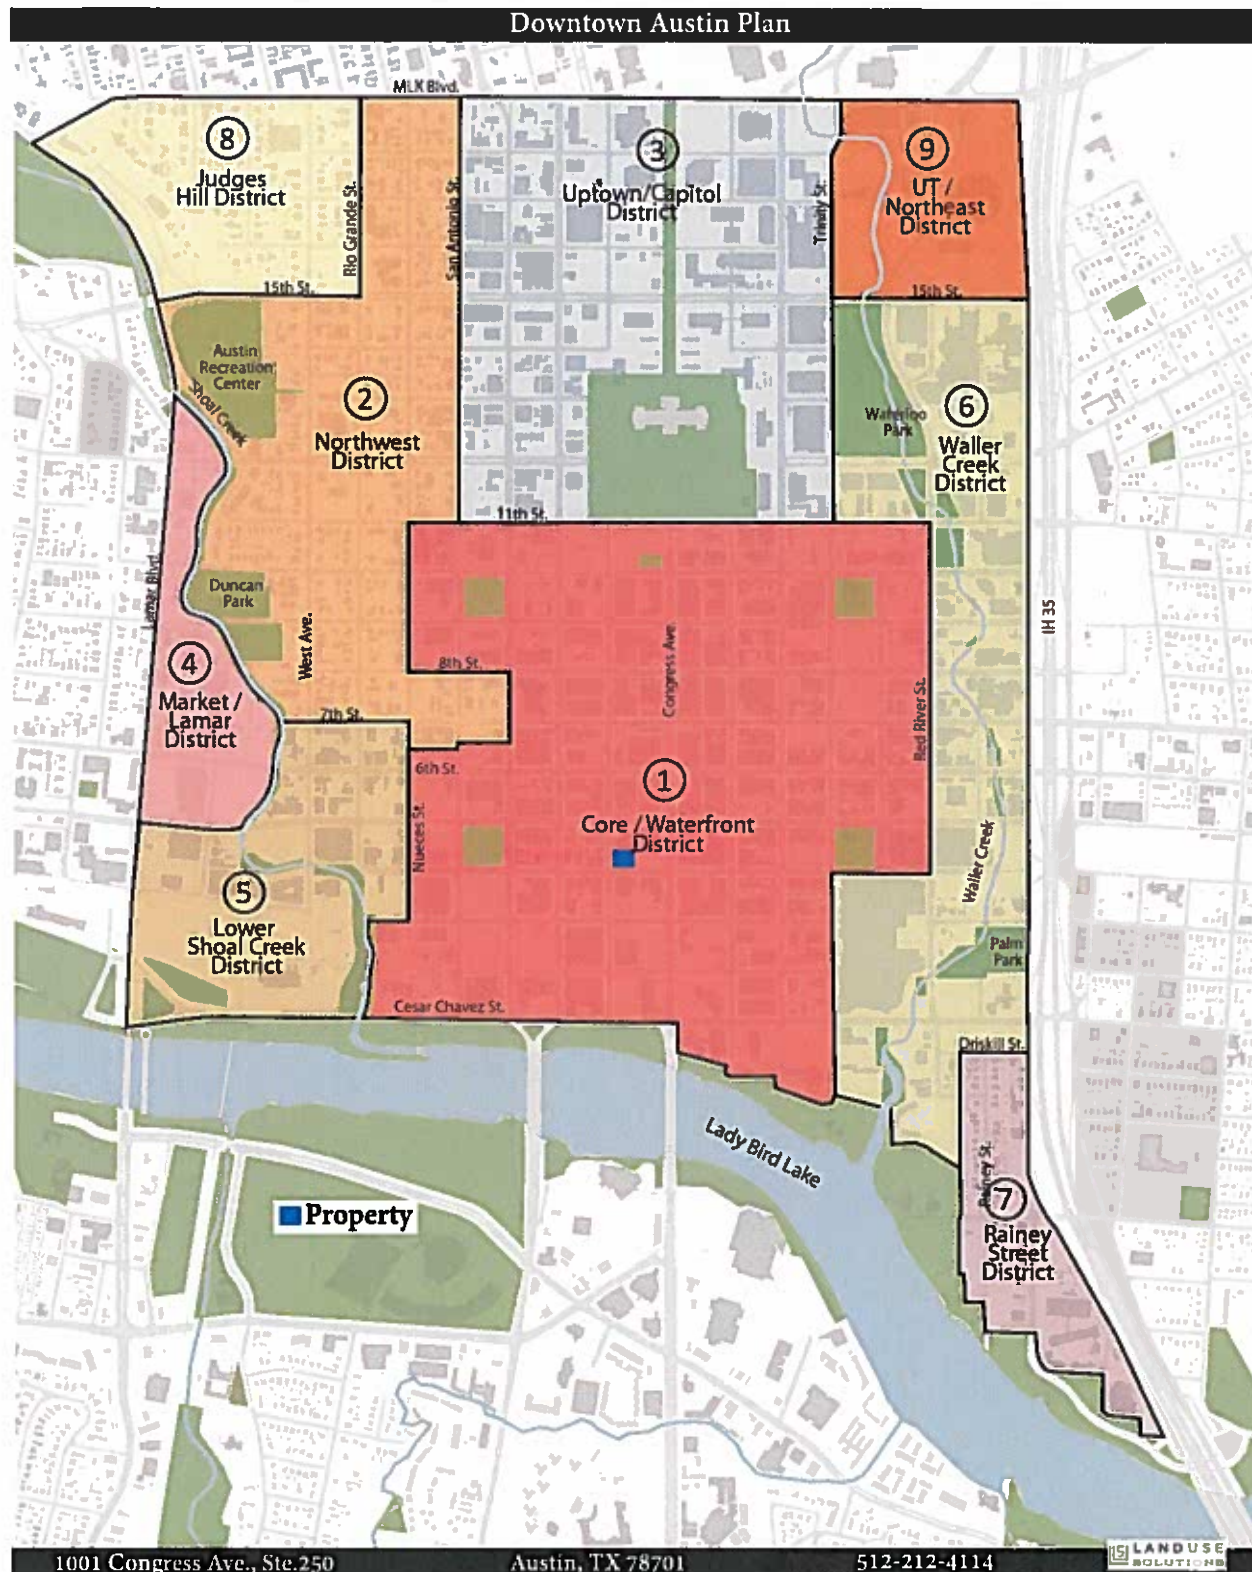 Downtown Austin Plan
MLK Blvd.
8
Judges
Hill District
Rio Grande St.
San Antonio St.
3
Uptown/Capitol
District
Trinity St.
9
UT /
Northeast
District
15th St.
15th St.
Austin
Recreation
Center
Shoal Creek
2
Northwest
District
Waterloo
Park
6
Waller
Creek
District
11th St.
Lamar Blvd.
Duncan
Park
West Ave.
IH 35
4
Market /
Lamar
District
8th St.
7th St.
6th St.
Congress Ave.
Red River St.
1
Core / Waterfront
District
Nueces St.
Waller Creek
5
Lower
Shoal Creek
District
Palm
Park
Cesar Chavez St.
Driskill St.
Lady Bird Lake
Rainey St.
7
Rainey
Street
District
Property
1001 Congress Ave., Ste.250
Austin, TX 78701
512-212-4114
LS
LANDUSE
SOLUTIONS